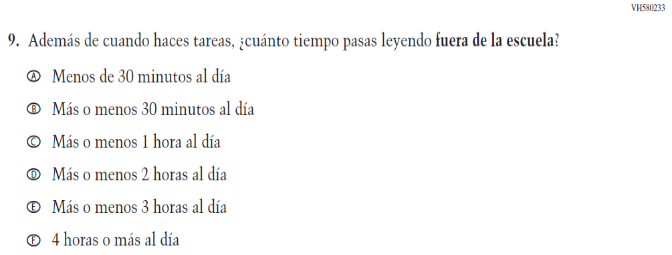 VH580233
9. Además de cuando haces tareas, ¿cuánto tiempo pasas leyendo fuera de la escuela?
Ⓐ Menos de 30 minutos al día
Ⓑ Más o menos 30 minutos al día
Ⓒ Más o menos 1 hora al día
Ⓓ Más o menos 2 horas al día
Ⓔ Más o menos 3 horas al día
Ⓕ 4 horas o más al día